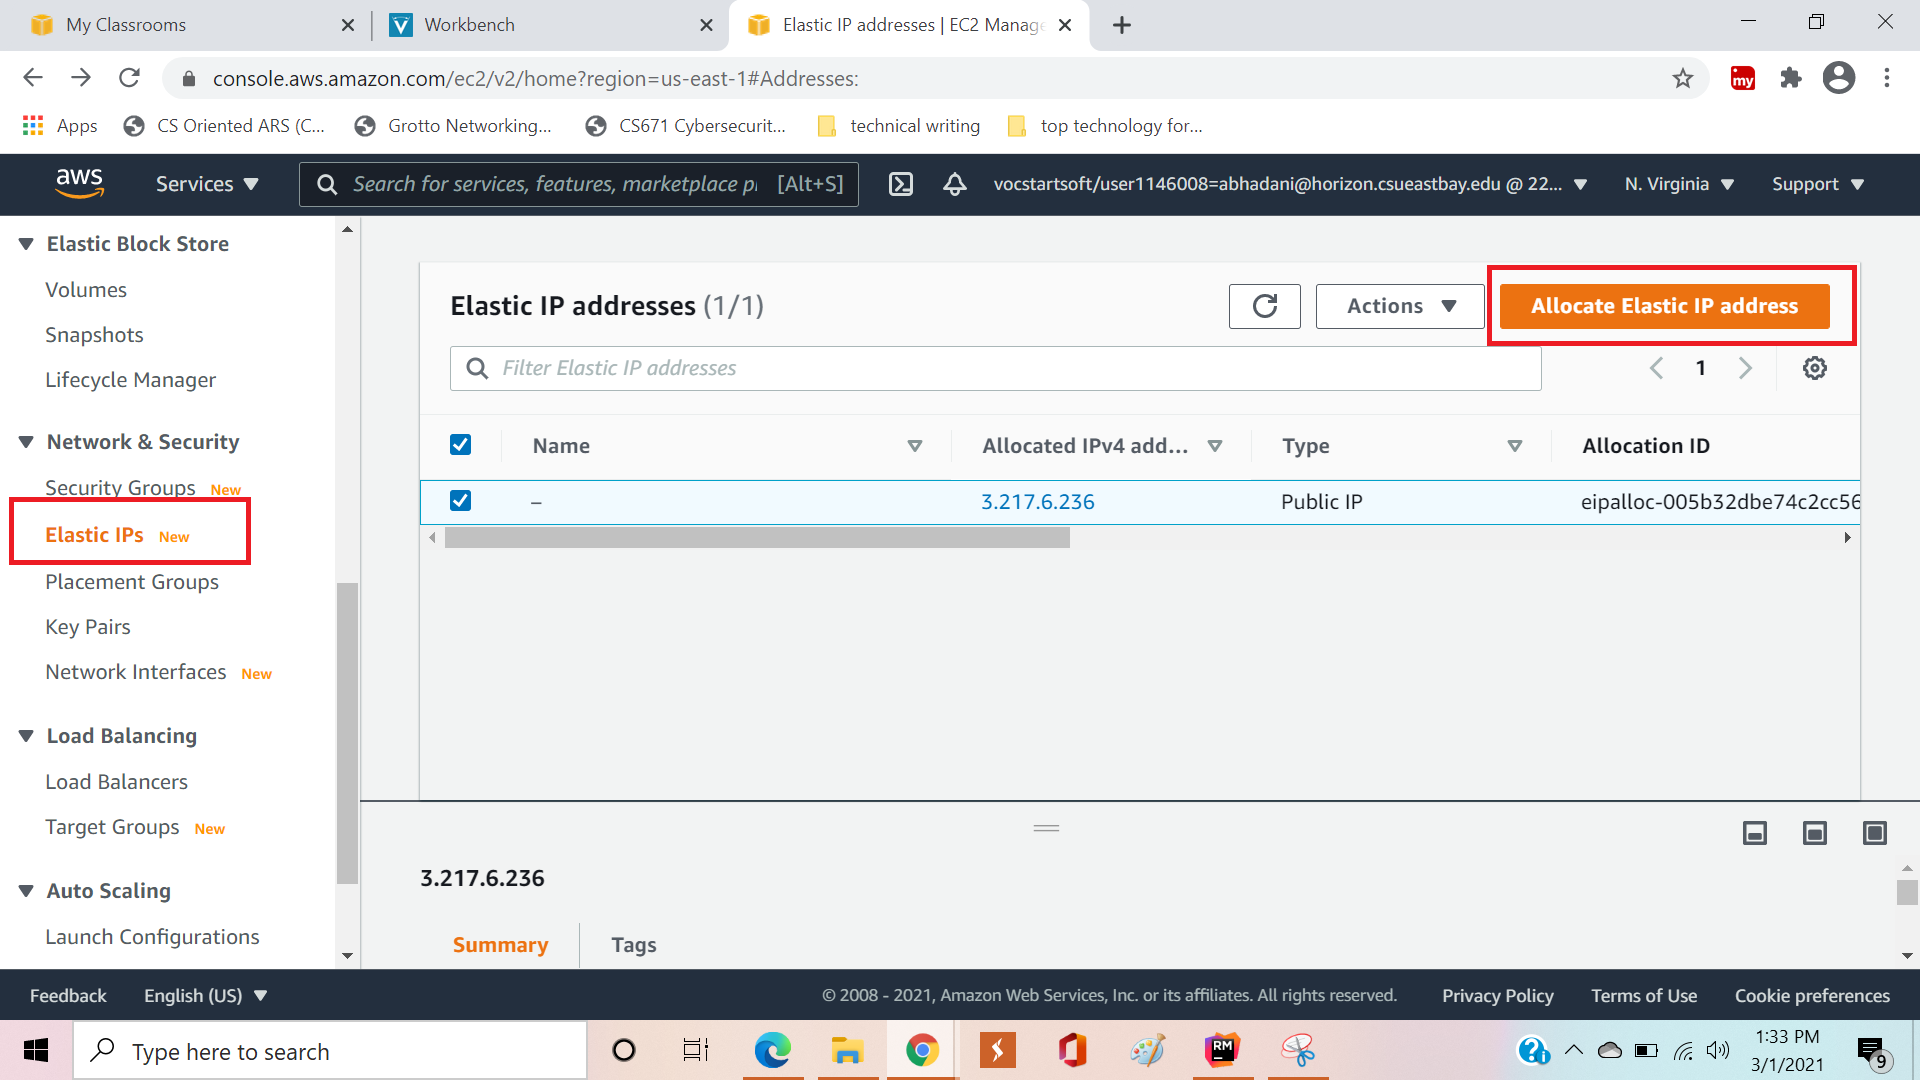 My Classrooms
Workbench
Elastic IP addresses | EC2 Manage
console.aws.amazon.com/ec2/v2/home?region=us-east-1#Addresses:
my
Apps
CS Oriented ARS (C...
Grotto Networking...
CS671 Cybersecurit...
technical writing
top technology for...
aws
Services
Search for services, features, marketplace p [Alt+S]
vocstartsoft/user1146008=abhadani@horizon.csueastbay.edu @ 22...
N. Virginia
Support
Elastic Block Store
Volumes
Snapshots
Lifecycle Manager
Network & Security
Security Groups New
Elastic IPs New
Placement Groups
Key Pairs
Network Interfaces New
Load Balancing
Load Balancers
Target Groups New
Auto Scaling
Launch Configurations
Elastic IP addresses (1/1)
Actions
Allocate Elastic IP address
Filter Elastic IP addresses
1
Name
Allocated IPv4 add...
Type
Allocation ID
–
3.217.6.236
Public IP
eipalloc-005b32dbe74c2cc56
3.217.6.236
Summary
Tags
Feedback
English (US)
© 2008 - 2021, Amazon Web Services, Inc. or its affiliates. All rights reserved.
Privacy Policy
Terms of Use
Cookie preferences
Type here to search
RM
1:33 PM
3/1/2021
9